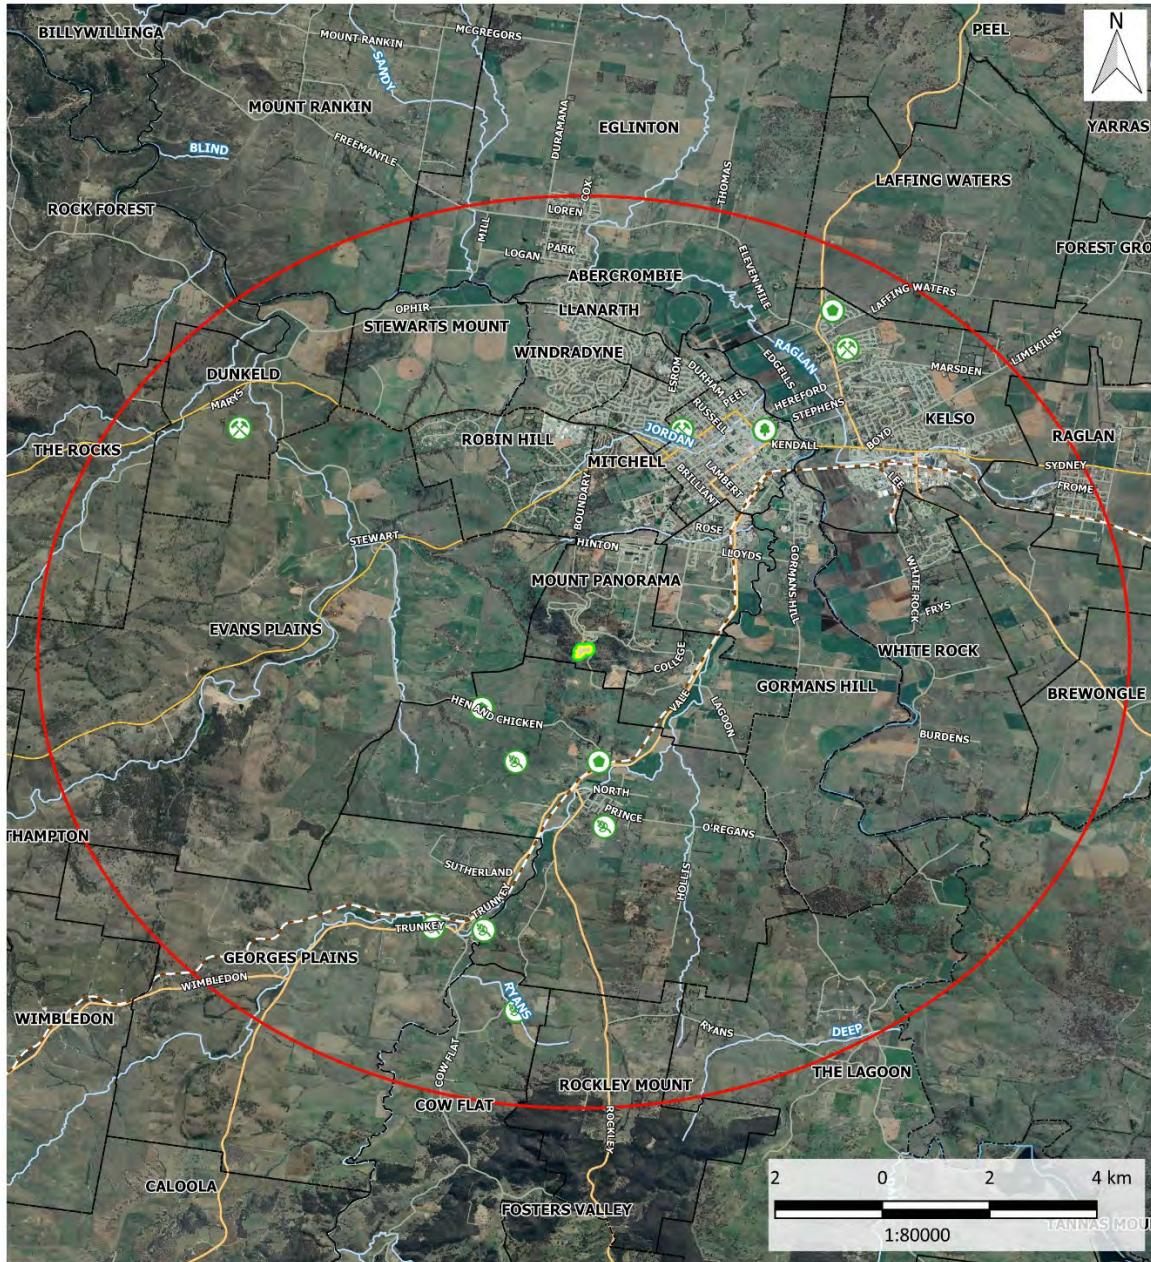 BILLYWILLINGA
MOUNT RANKIN
MCGREGORS
PEEL
N
SANDY
MOUNT RANKIN
FREEMANTLE
DURAMANA
EGLINTON
YARRAS
BLIND
THOMAS
LAFFING WATERS
ROCK FOREST
COX
LOREN
MILL
PARK
LOGAN
ELEVEN MILE
FOREST GRO
ABERCROMBIE
LAFFING WATERS
OPHIR
LLANARTH
STEWARTS MOUNT
RAGLAN
WINDRADYNE
EDGELLS
LIMEKILNS
MARSDEN
DUNKELD
ESROM
DURHAM
PEEL
HEREFORD
MARYS
RUSSELL
STEPHENS
KELSO
JORDAN
ROBIN HILL
THE ROCKS
KENDALL
BOYD
RAGLAN
MITCHELL
LAMBERT
BRILLIANT
SYDNEY
LEE
FROME
BOUNDARY
ROSE
STEWART
HINTON
LLOYDS
GORMANS HILL
WHITE ROCK
MOUNT PANORAMA
FRYS
EVANS PLAINS
COLLEGE
WHITE ROCK
GORMANS HILL
BREWONGLE
VALE
LAGOON
HEN AND CHICKEN
BURDENS
NORTH
PRINCE
O'REGANS
THAMPTON
SUTHERLAND
HOLLIS
TRUNKEY
TRUNKEY
GEORGES PLAINS
WIMBLEDON
RYANS
WIMBLEDON
RYANS
DEEP
COW FLAT
THE LAGOON
ROCKLEY MOUNT
COW FLAT
ROCKLEY
CALOOLA
FOSTERS VALLEY
2 0 2 4 km
1:80000
TANNAS MOU